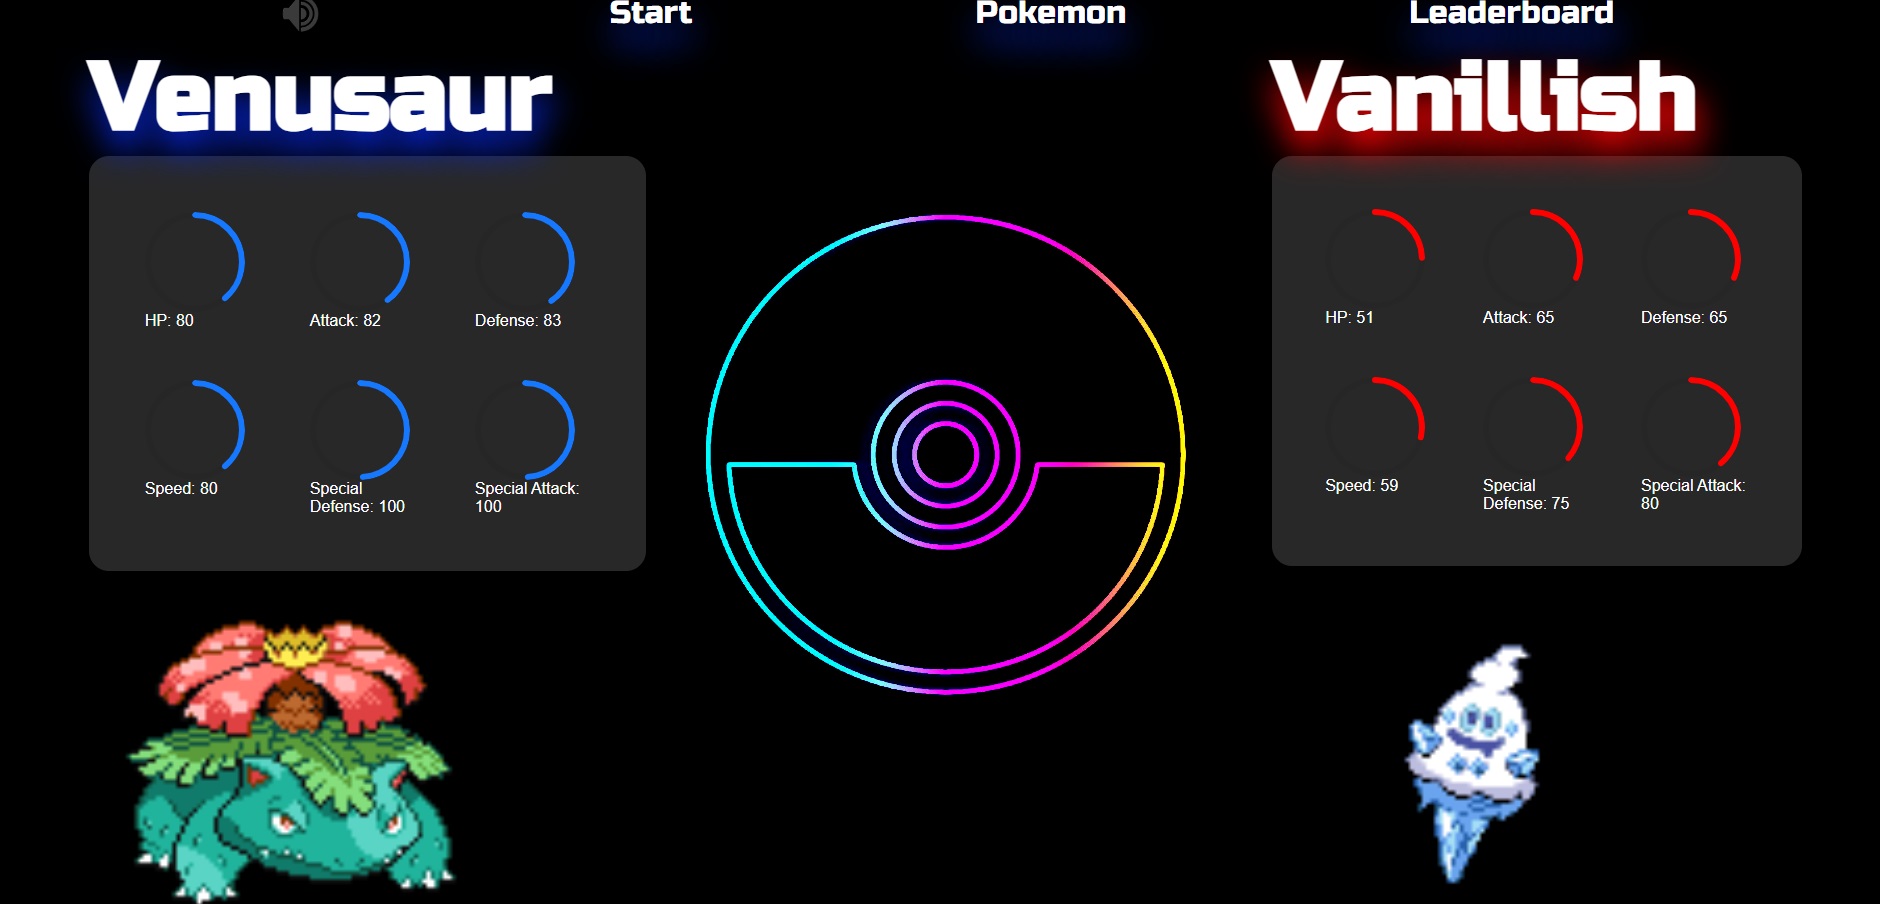 Start
Pokemon
Leaderboard
Venusaur
HP: 80
Attack: 82
Defense: 83
Speed: 80
Special
Defense: 100
Special Attack:
100
Vanillish
HP: 51
Attack: 65
Defense: 65
Speed: 59
Special
Defense: 75
Special Attack:
80